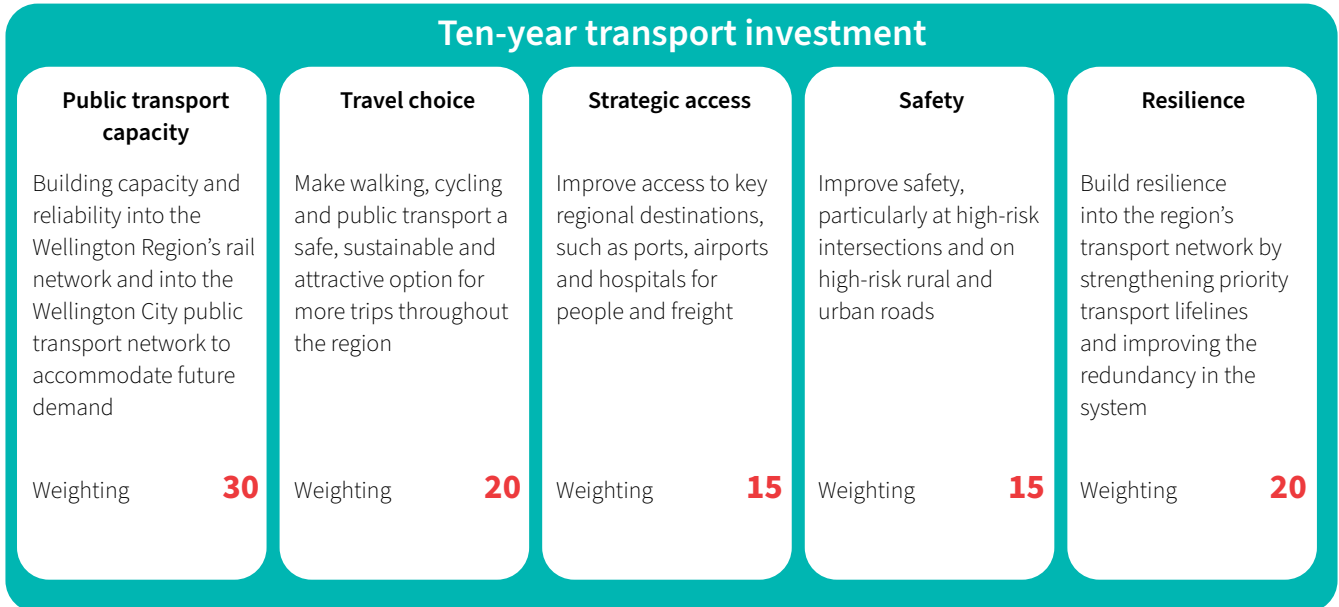 Ten-year transport investment
Public transport
capacity
Building capacity and
reliability into the
Wellington Region’s rail
network and into the
Wellington City public
transport network to
accommodate future
demand
Weighting 30
Travel choice
Make walking, cycling
and public transport a
safe, sustainable and
attractive option for
more trips throughout
the region
Weighting 20
Strategic access
Improve access to key
regional destinations,
such as ports, airports
and hospitals for
people and freight
Weighting 15
Safety
Improve safety,
particularly at high-risk
intersections and on
high-risk rural and
urban roads
Weighting 15
Resilience
Build resilience
into the region’s
transport network by
strengthening priority
transport lifelines
and improving the
redundancy in the
system
Weighting 20